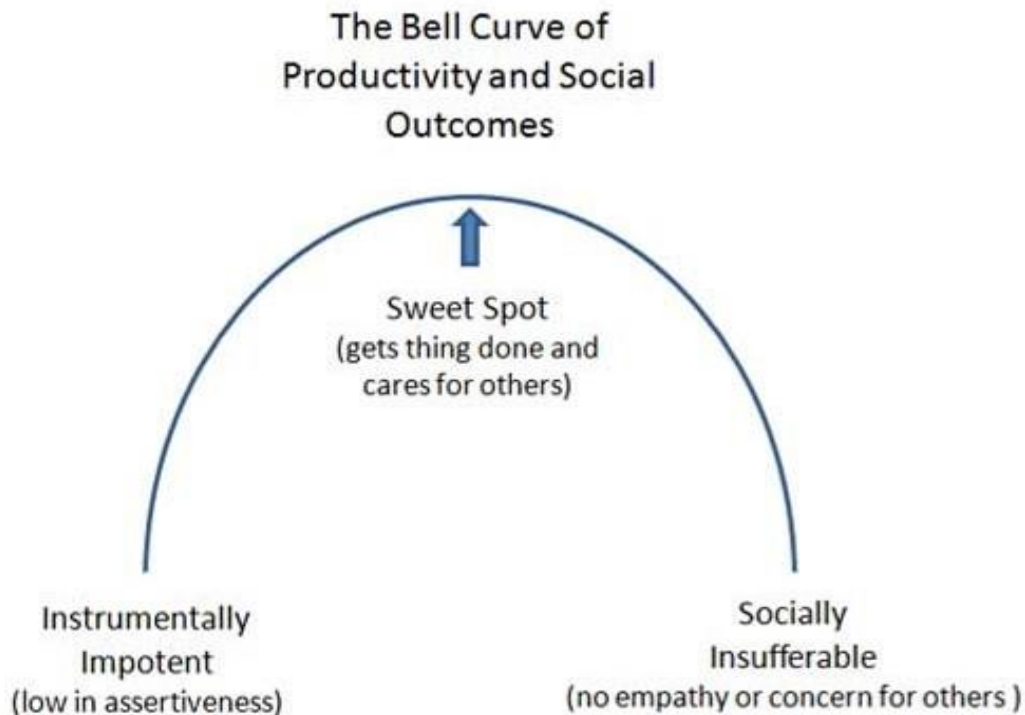 The Bell Curve of
Productivity and Social
Outcomes
Sweet Spot
(gets thing done and
cares for others)
Instrumentally
Impotent
(low in assertiveness)
Socially
Insufferable
(no empathy or concern for others )